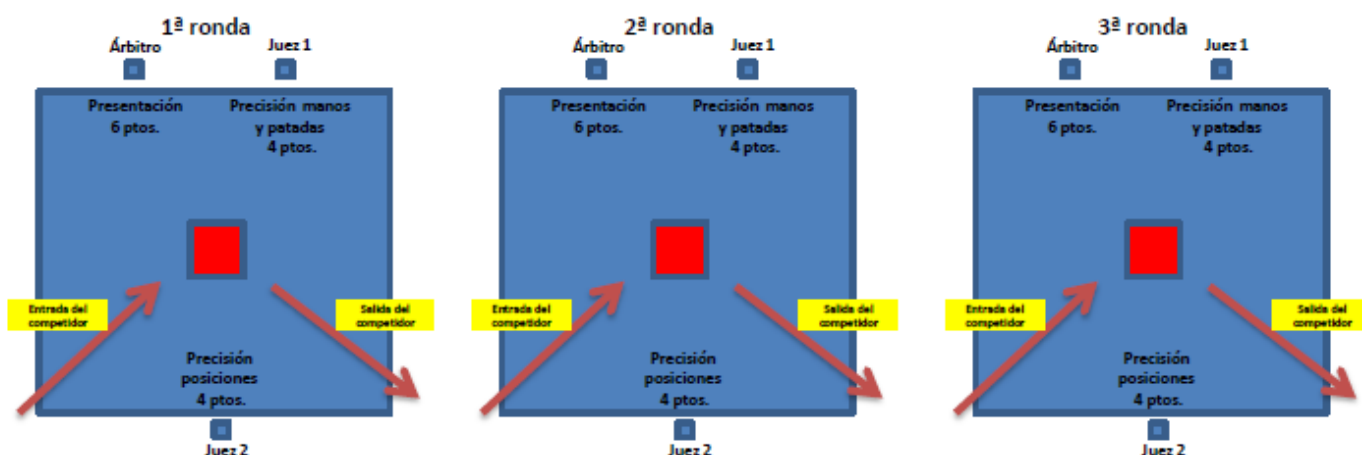 1ª ronda
Árbitro
Juez 1
Presentación
6 ptos.
Precisión manos
y patadas
4 ptos.
Entrada del
competidor
Salida del
competidor
Precisión
posiciones
4 ptos.
Juez 2
2ª ronda
Árbitro
Juez 1
Presentación
6 ptos.
Precisión manos
y patadas
4 ptos.
Entrada del
competidor
Salida del
competidor
Precisión
posiciones
4 ptos.
Juez 2
3ª ronda
Árbitro
Juez 1
Presentación
6 ptos.
Precisión manos
y patadas
4 ptos.
Entrada del
competidor
Salida del
competidor
Precisión
posiciones
4 ptos.
Juez 2